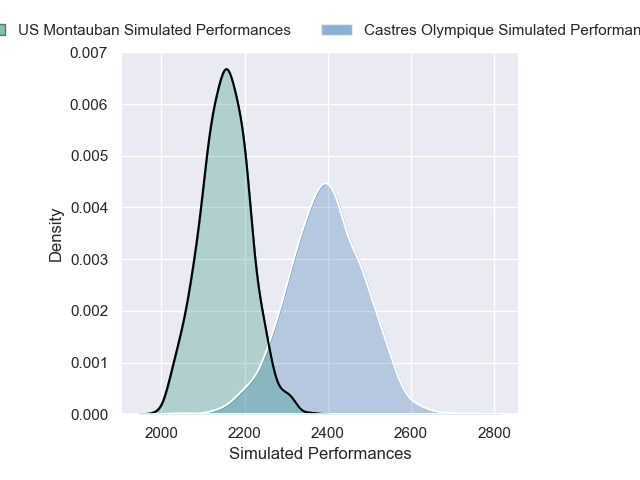 US Montauban Simulated Performances
Castres Olympique Simulated Performan
0.007
0.006
0.005
0.004
0.003
0.002
0.001
0.000
Density
2000 2200 2400 2600 2800
Simulated Performances